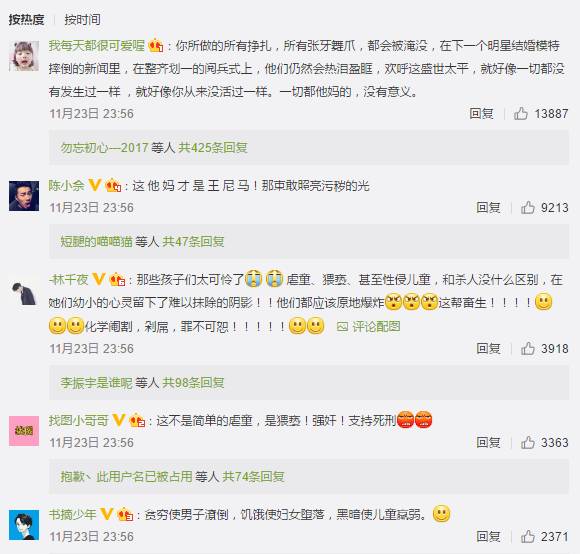 按热度 按时间
我每天都很可爱喔：你所做的所有挣扎，所有张牙舞爪，都会被淹没，在下一个明星结婚模特
摔倒的新闻里，在整齐划一的阅兵式上，他们仍然会热泪盈眶，欢呼这盛世太平，就好像一切都没
有发生过一样 ，就好像你从来没活过一样。一切都他妈的，没有意义。
11月23日 23:56 回复 13887
勿忘初心---2017 等人 共425条回复
陈小佘：这 他 妈 才 是 王 尼 马！那束敢照亮污秽的光
11月23日 23:56 回复 9213
短腿的喵喵猫 等人 共47条回复
-林千夜：那些孩子们太可怜了 虐童、猥亵、甚至性侵儿童，和杀人没什么区别，在
她们幼小的心灵留下了难以抹除的阴影！！他们都应该原地爆炸 这帮畜生！！！！
化学阉割，剁屌，罪不可恕！！！！！ 评论配图
11月23日 23:56 回复 3918
李振宇是谁呢 等人 共98条回复
找图小哥哥：这不是简单的虐童，是猥亵！强奸！支持死刑
11月23日 23:56 回复 3363
抱歉丶此用户名已被占用 等人 共74条回复
书摘少年：贫穷使男子潦倒，饥饿使妇女堕落，黑暗使儿童羸弱。
11月23日 23:56 回复 2371